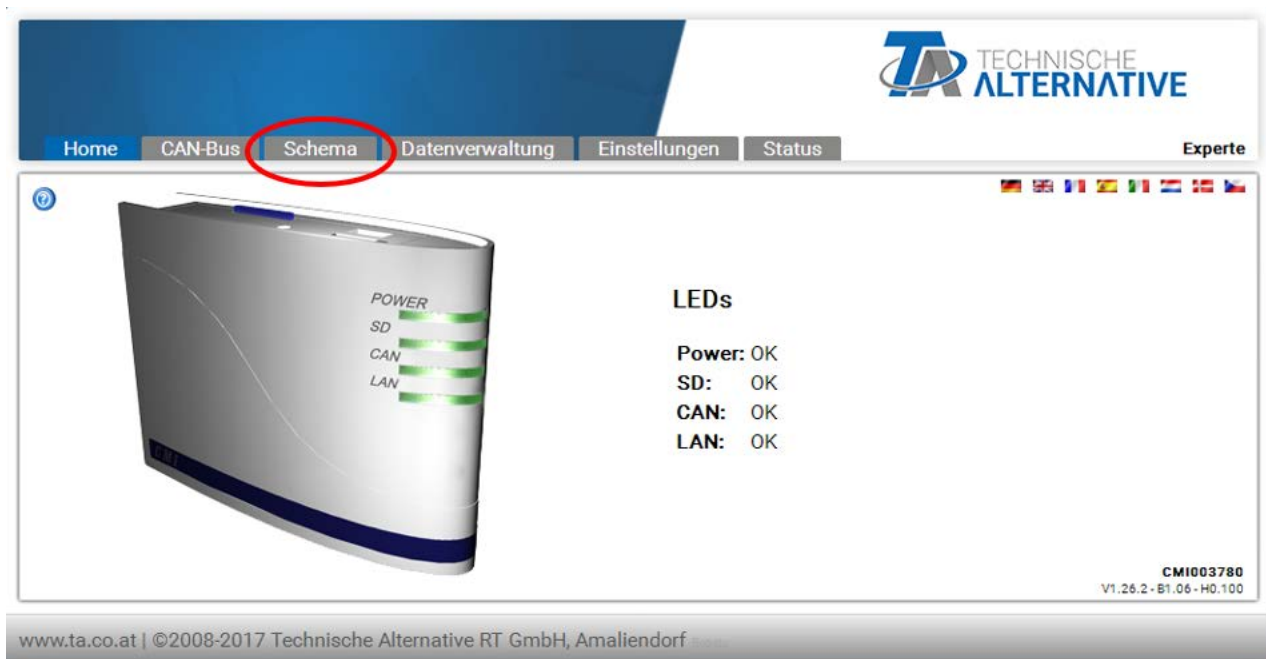 TECHNISCHE
ALTERNATIVE
Home CAN-Bus Schema Datenverwaltung Einstellungen Status Experte
POWER
SD
CAN
LAN
CMI
LEDs
Power: OK
SD: OK
CAN: OK
LAN: OK
CMI003780
V1.26.2 - B1.06 - H0.100
www.ta.co.at | ©2008-2017 Technische Alternative RT GmbH, Amaliendorf